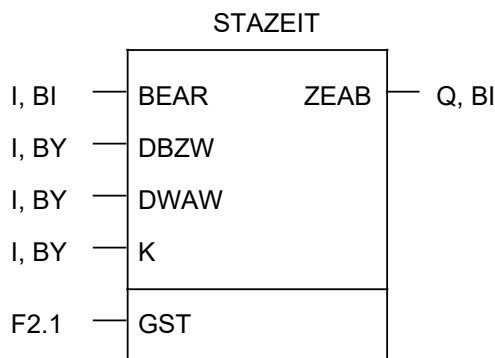 STAZEIT
I, BI BEAR ZEAB Q, BI
I, BY DBZW
I, BY DWAW
I, BY K
F2.1 GST